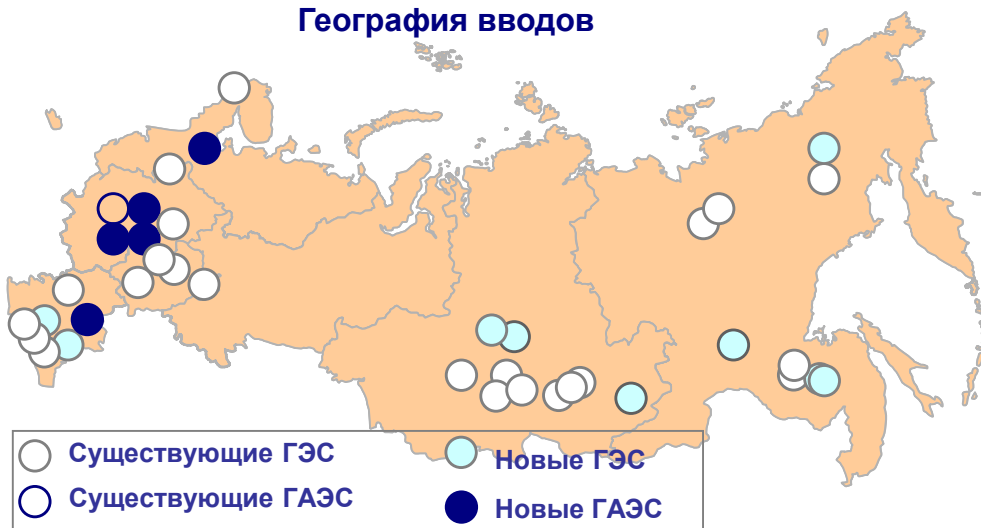 География вводов
Существующие ГЭС
Новые ГЭС
Существующие ГАЭС
Новые ГАЭС